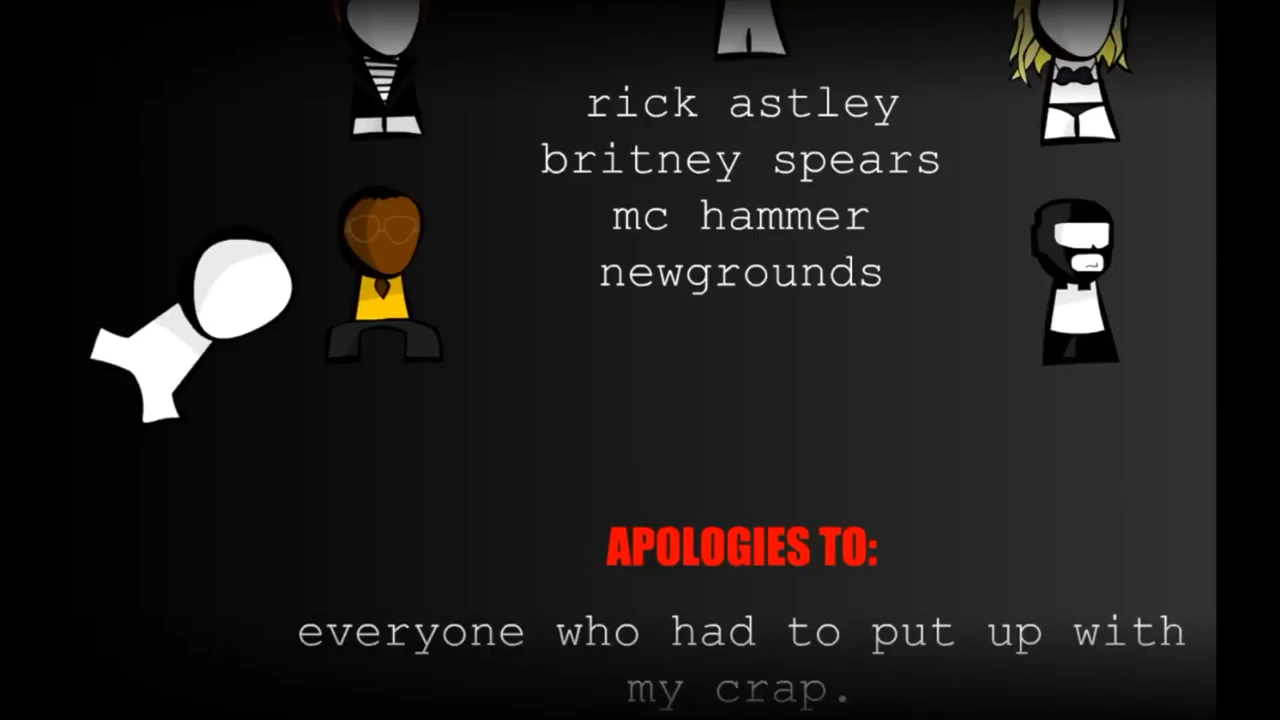 rick astley
britney spears
mc hammer
newgrounds
APOLOGIES TO:
everyone who had to put up with
my crap.